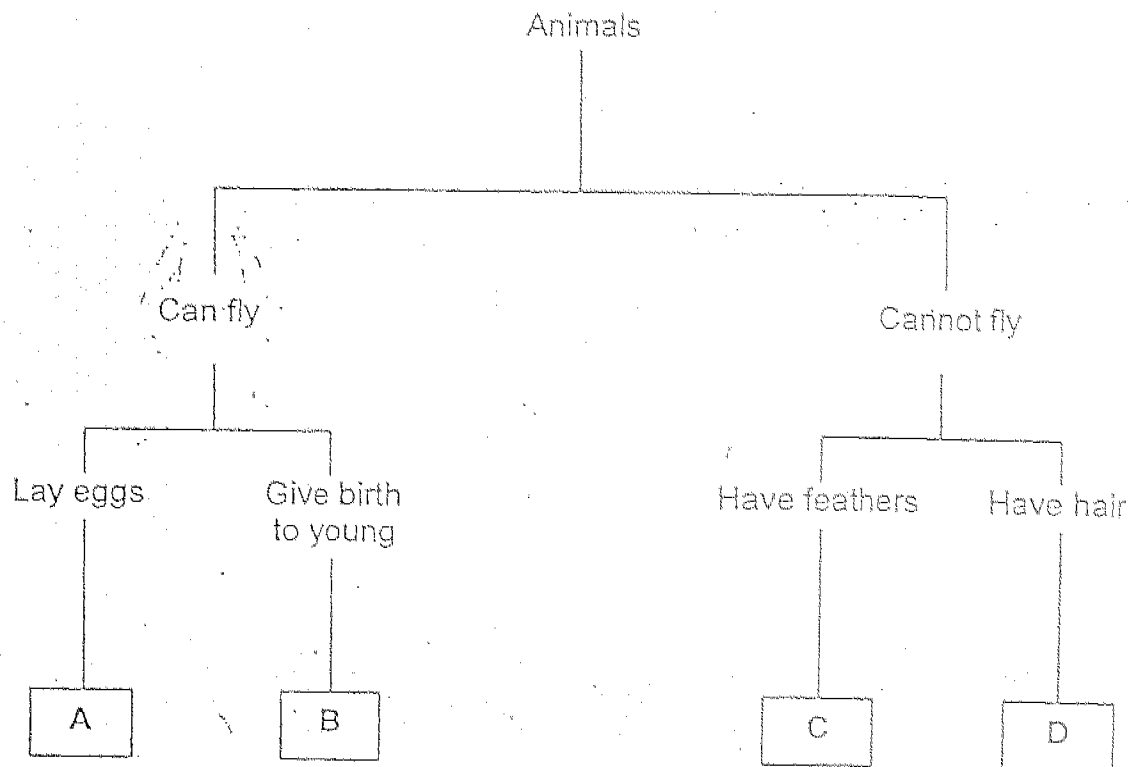 Animals
Can fly
Cannot fly
Lay eggs
Give birth
to young
Have feathers
Have hair
A
B
C
D